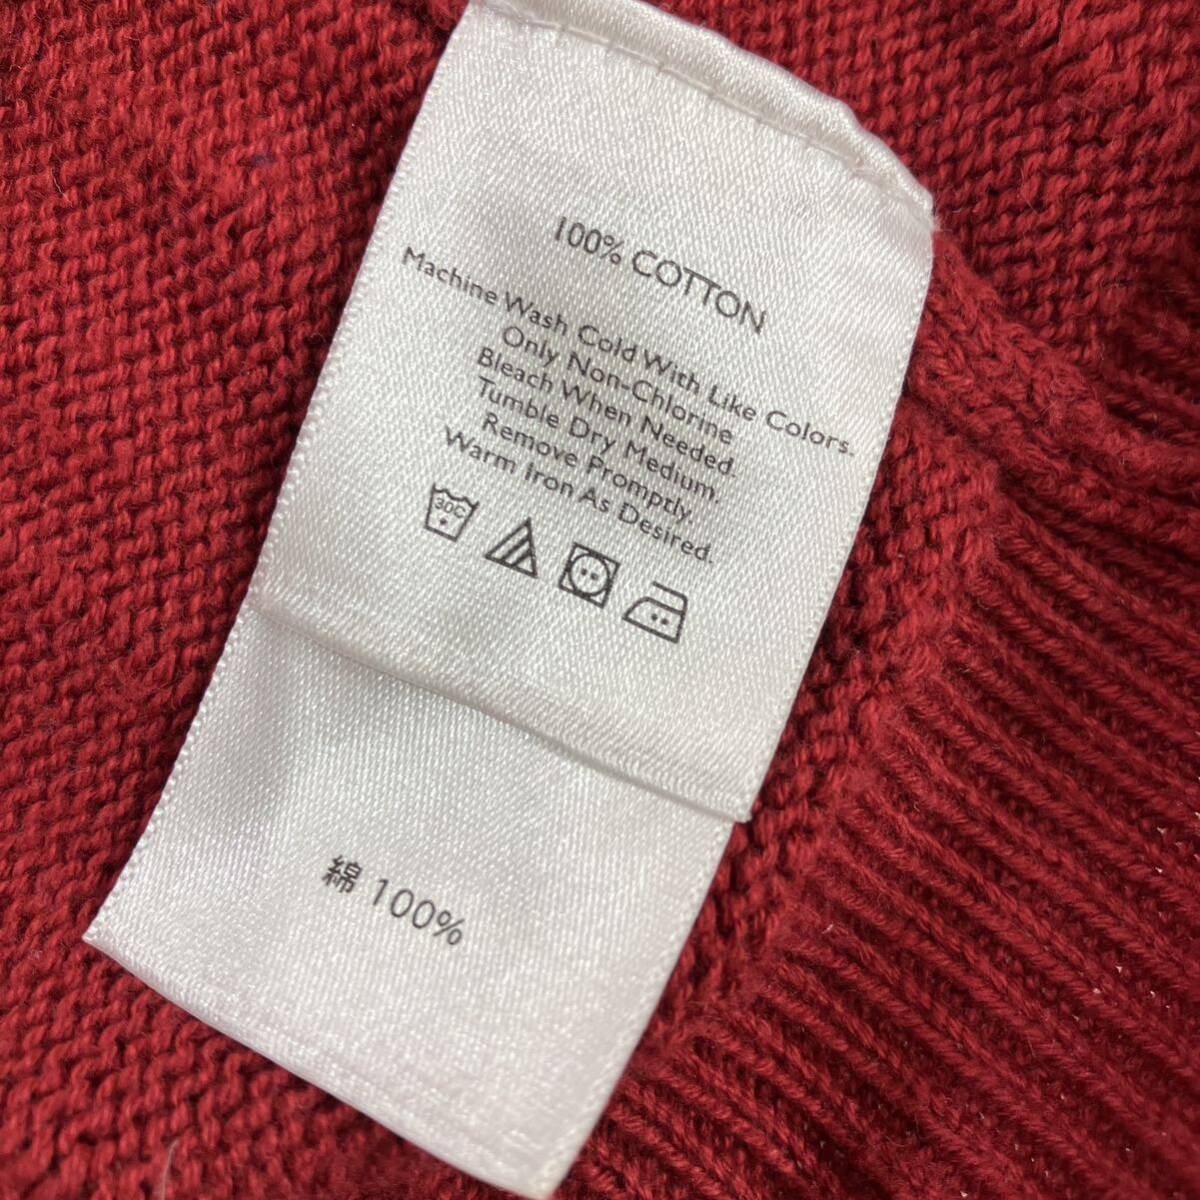 100% COTTON
Machine Wash Cold With Like Colors.
Only Non-Chlorine
Bleach When Needed.
Tumble Dry Medium.
Remove Promptly.
Warm Iron As Desired.
30C
綿 100%